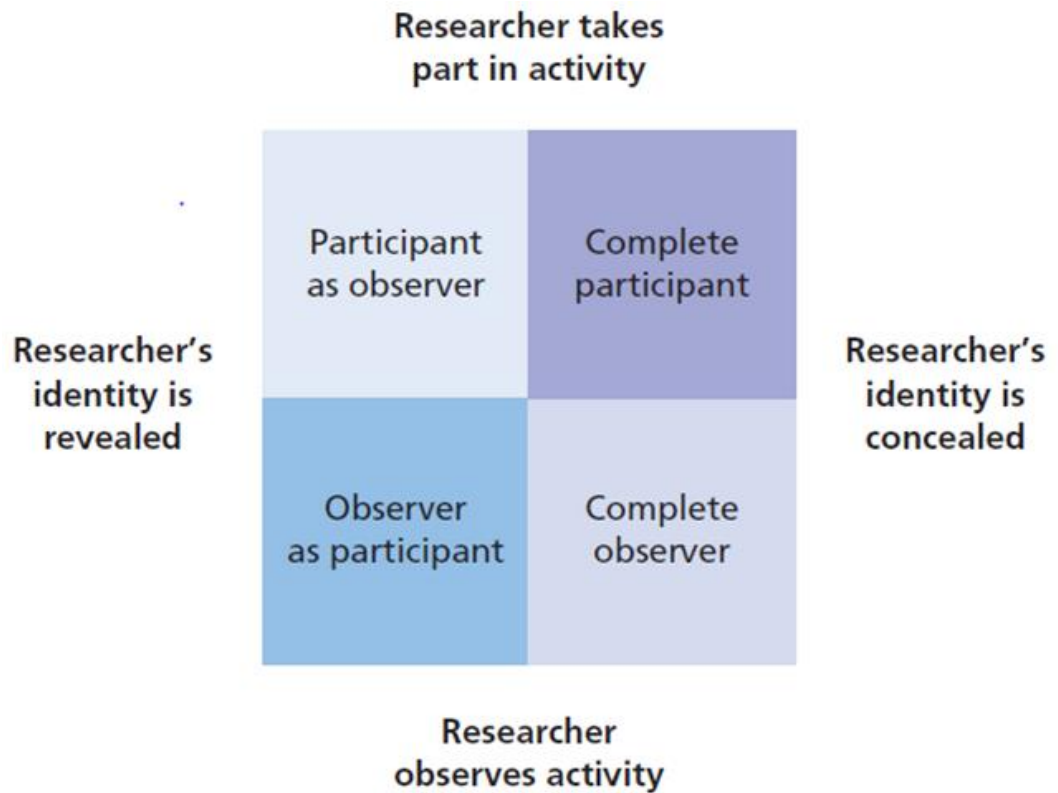 Researcher takes
part in activity
Participant
as observer
Complete
participant
Researcher’s
identity is
revealed
Researcher’s
identity is
concealed
Observer
as participant
Complete
observer
Researcher
observes activity